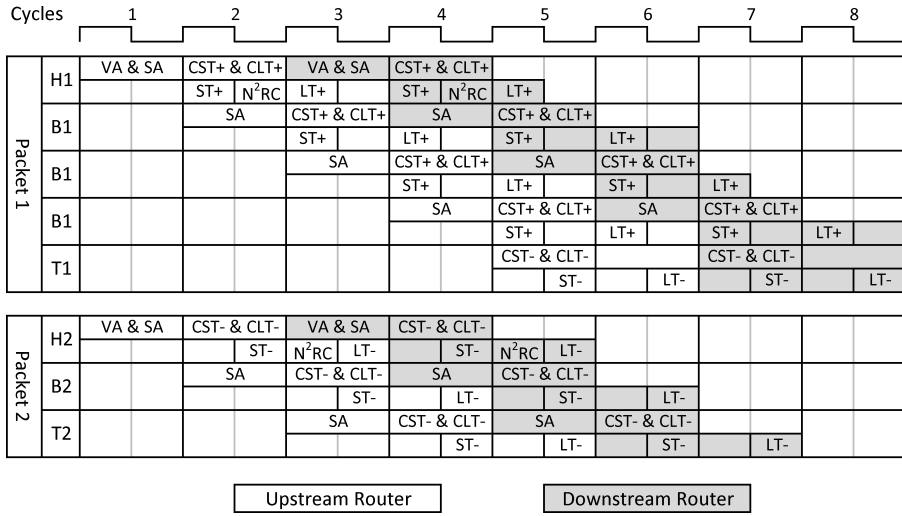 Cycles 1 2 3 4 5 6 7 8
Packet 1
H1
VA & SA CST+ & CLT+ VA & SA CST+ & CLT+
ST+ N²RC LT+ ST+ N²RC LT+
B1
SA CST+ & CLT+ SA CST+ & CLT+
ST+ LT+ ST+ LT+
B1
SA CST+ & CLT+ SA CST+ & CLT+
ST+ LT+ ST+ LT+
B1
SA CST+ & CLT+ SA CST+ & CLT+
ST+ LT+ ST+ LT+
T1
CST- & CLT- CST- & CLT-
ST- LT- ST- LT-
Packet 2
H2
VA & SA CST- & CLT- VA & SA CST- & CLT-
ST- N²RC LT- ST- N²RC LT-
B2
SA CST- & CLT- SA CST- & CLT-
ST- LT- ST- LT-
T2
SA CST- & CLT- SA CST- & CLT-
ST- LT- ST- LT-
Upstream Router Downstream Router